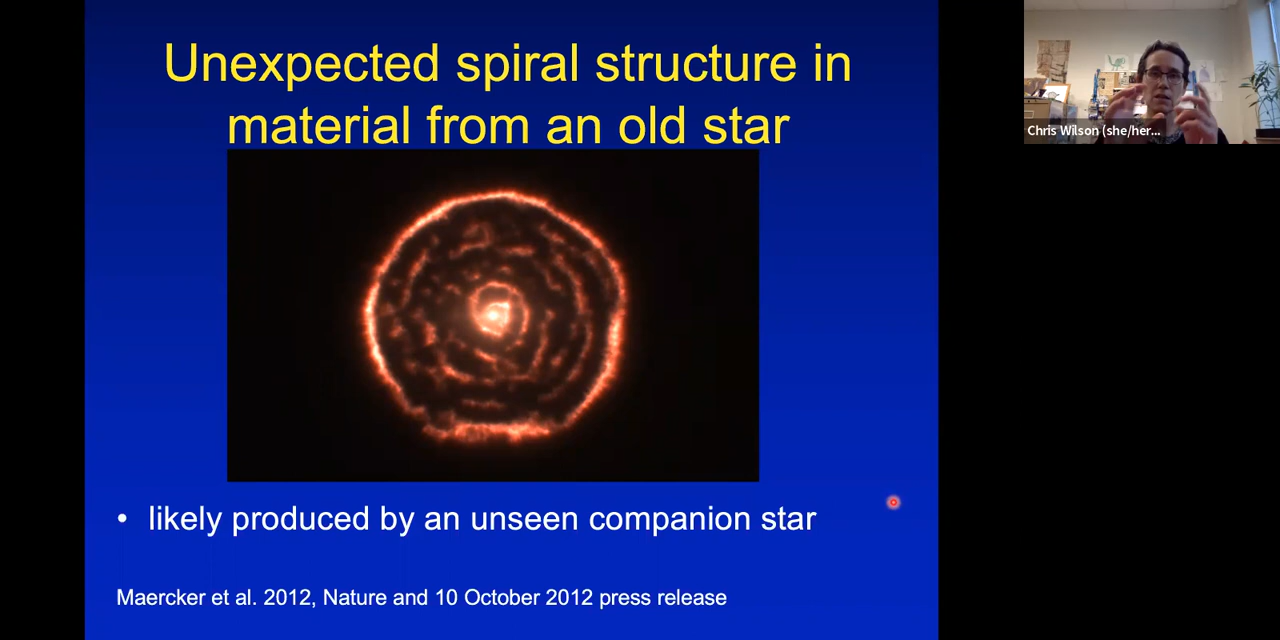 Unexpected spiral structure in
material from an old star
Chris Wilson (she/her...
• likely produced by an unseen companion star
Maercker et al. 2012, Nature and 10 October 2012 press release